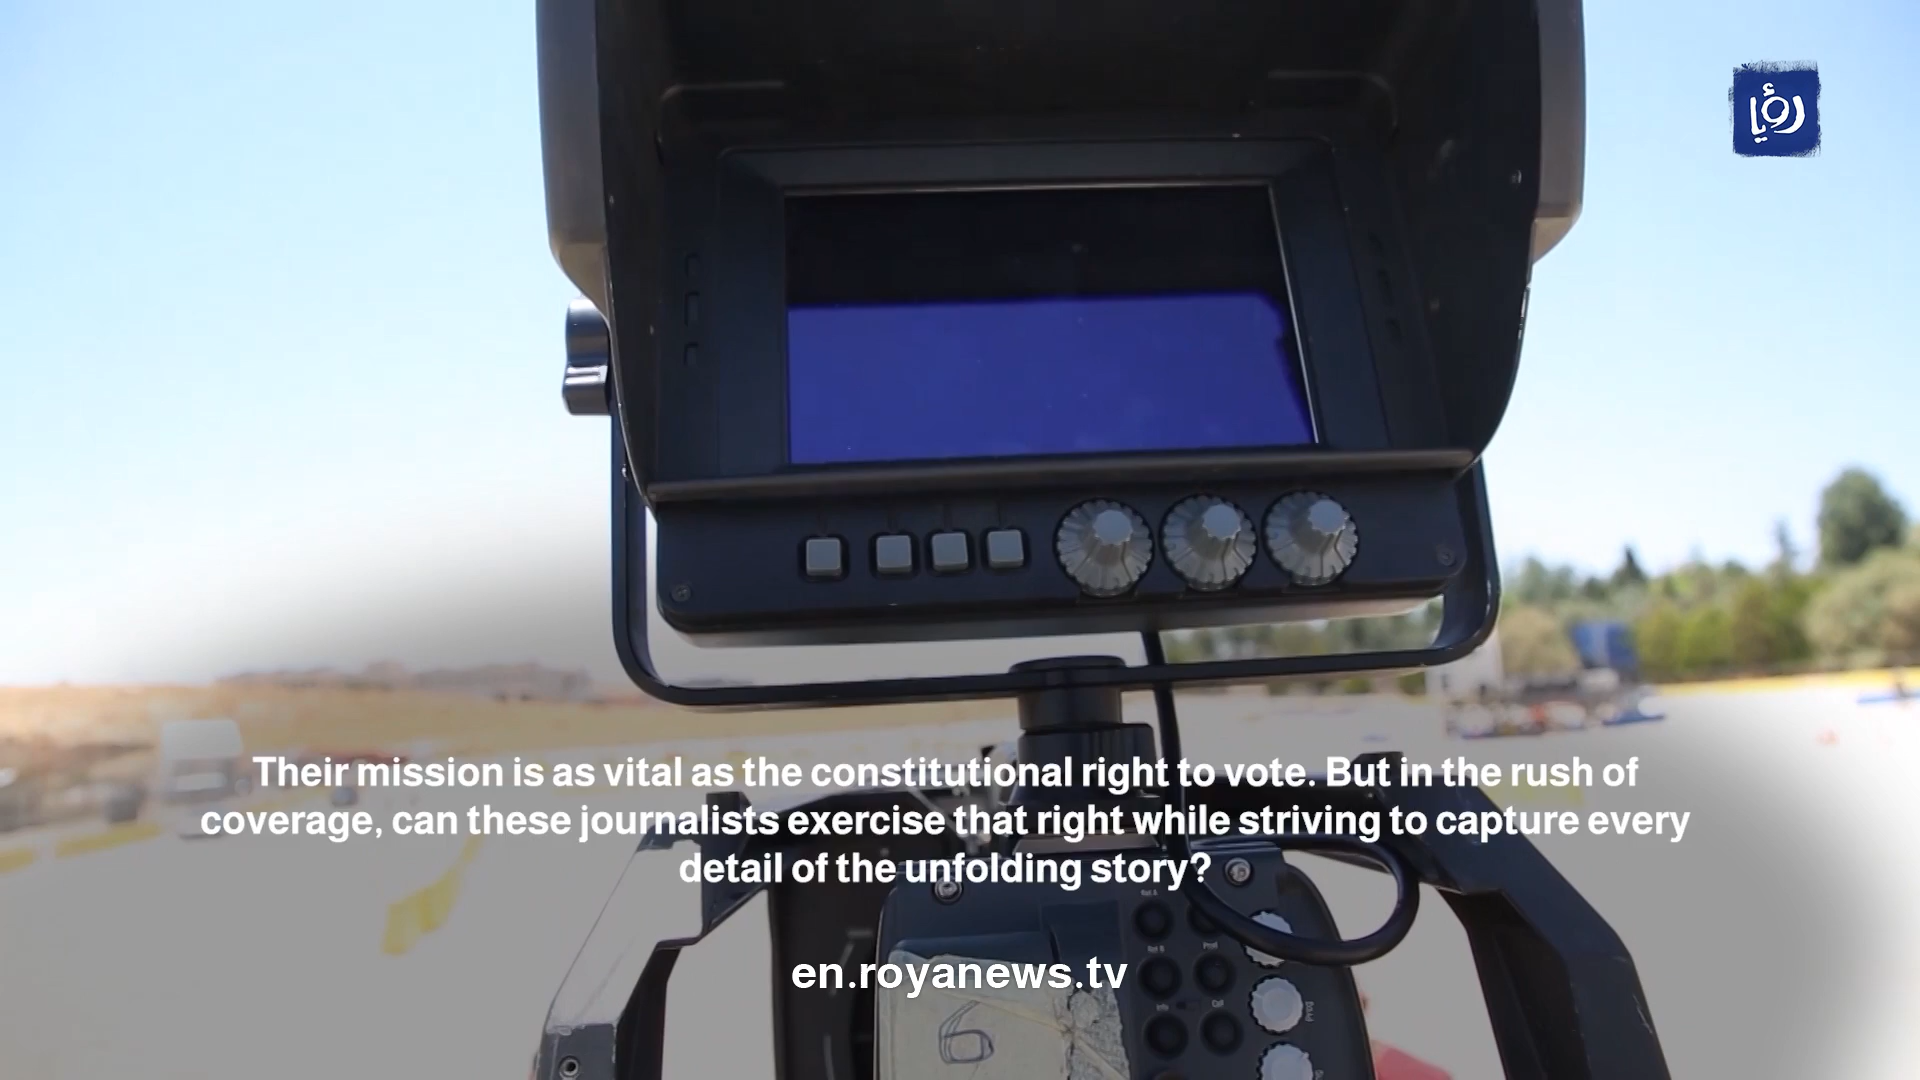 رؤيا
Their mission is as vital as the constitutional right to vote. But in the rush of
coverage, can these journalists exercise that right while striving to capture every
detail of the unfolding story?
en.royanews.tv
6